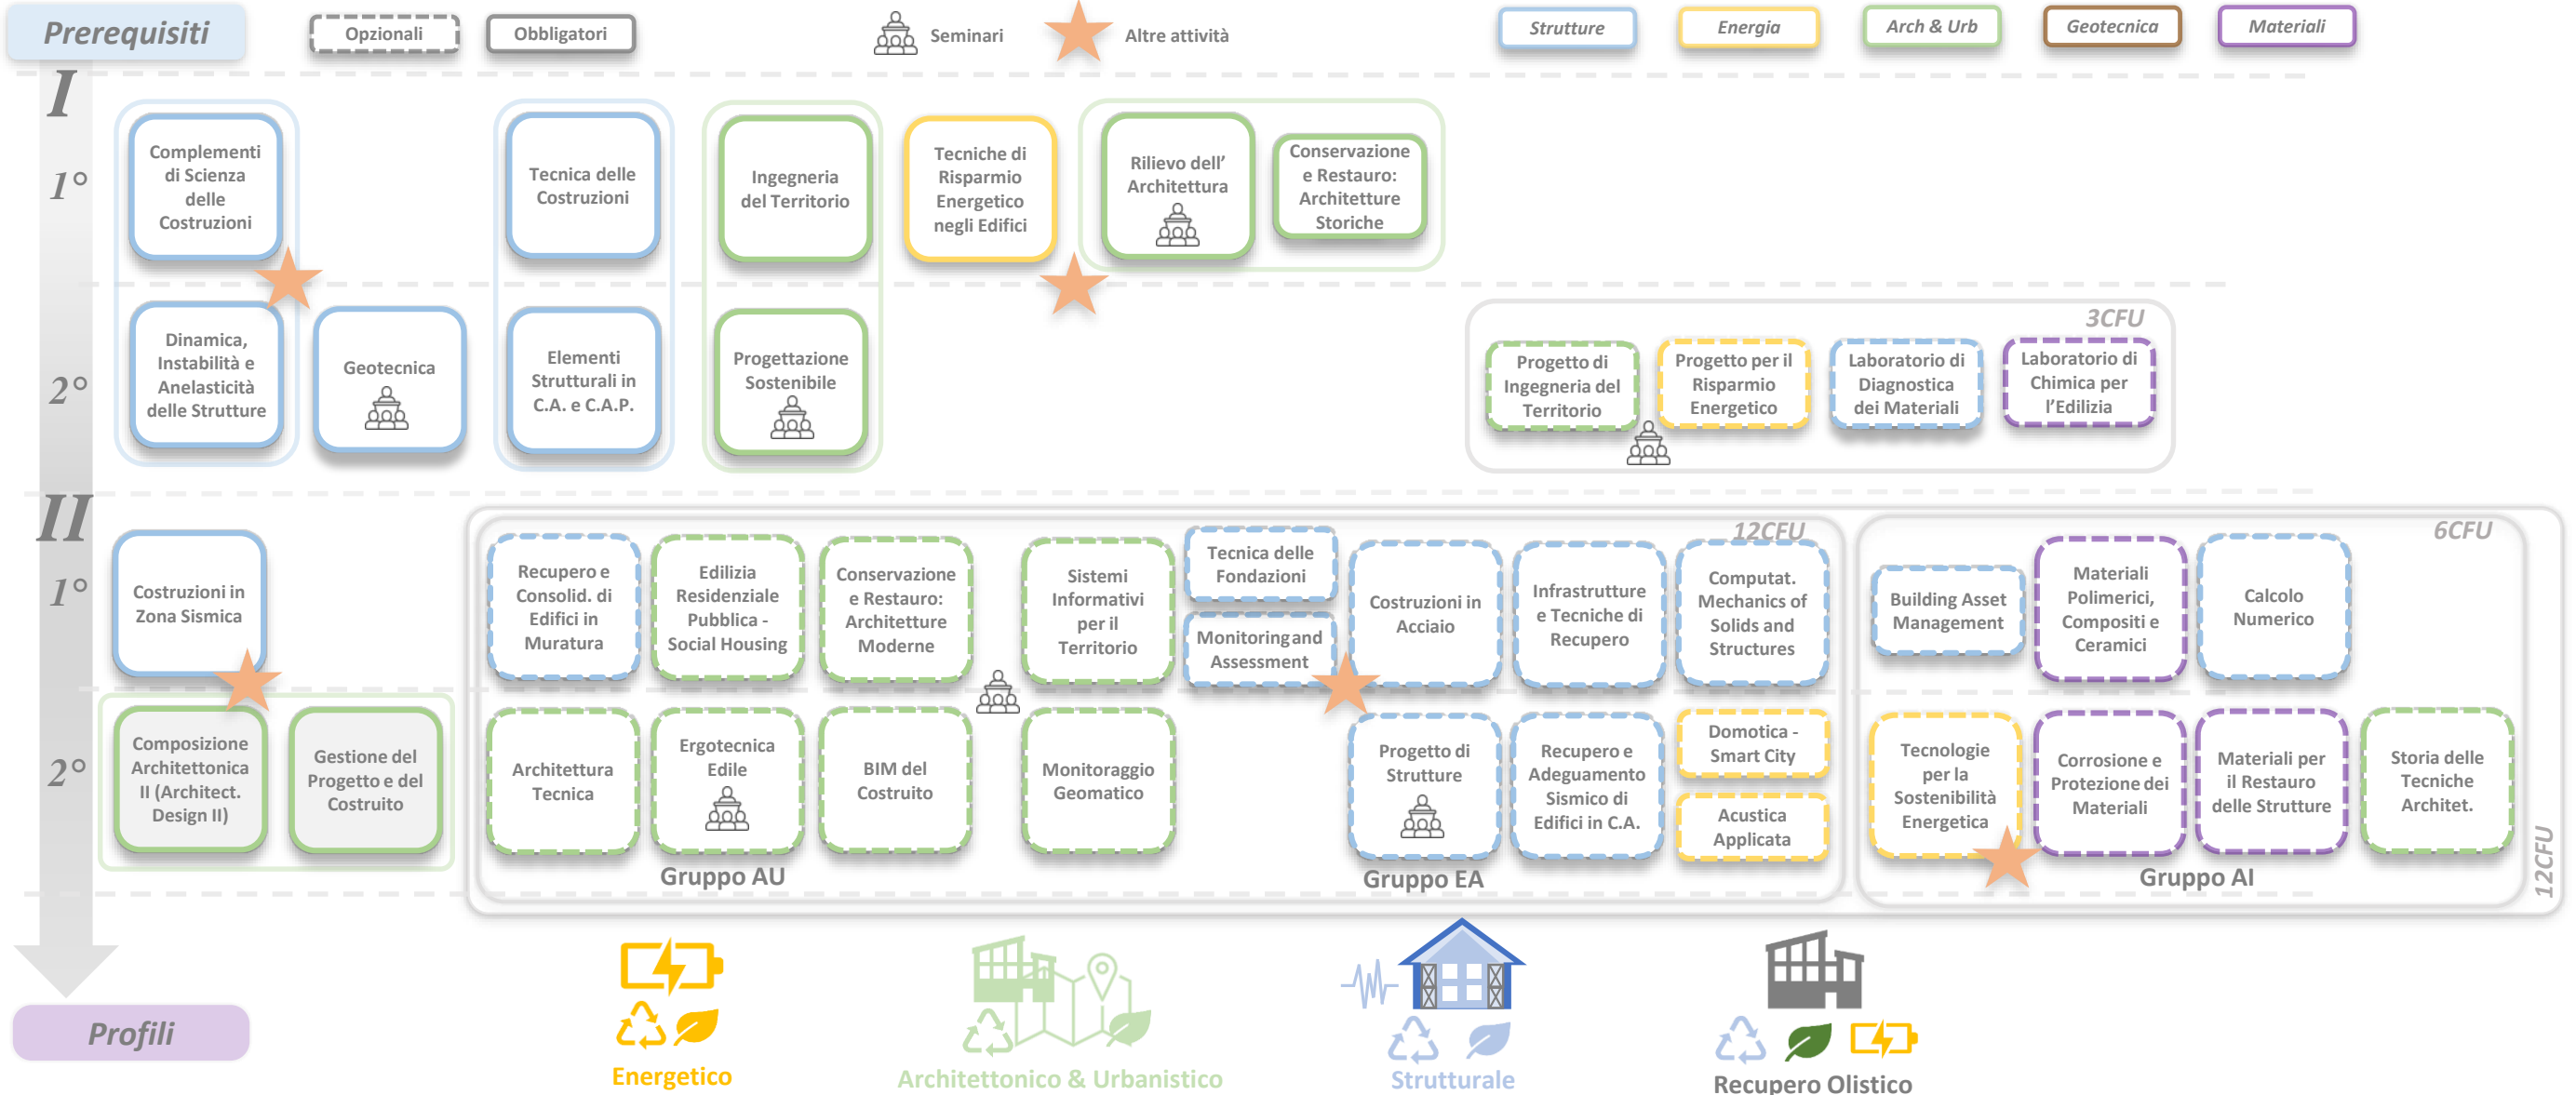 Prerequisiti
Opzionali
Obbligatori
Seminari
Altre attività
Strutture
Energia
Arch & Urb
Geotecnica
Materiali
I
1°
Complementi
di Scienza
delle
Costruzioni
Tecnica delle
Costruzioni
Ingegneria
del Territorio
Tecniche di
Risparmio
Energetico
negli Edifici
Rilievo dell'
Architettura
Conservazione
e Restauro:
Architetture
Storiche
2°
Dinamica,
Instabilità e
Anelasticità
delle Strutture
Geotecnica
Elementi
Strutturali in
C.A. e C.A.P.
Progettazione
Sostenibile
3CFU
Progetto di
Ingegneria del
Territorio
Progetto per il
Risparmio
Energetico
Laboratorio di
Diagnostica
dei Materiali
Laboratorio di
Chimica per
l'Edilizia
II
1°
Costruzioni in
Zona Sismica
12CFU
Recupero e
Consolid. di
Edifici in
Muratura
Edilizia
Residenziale
Pubblica -
Social Housing
Conservazione
e Restauro:
Architetture
Moderne
Sistemi
Informativi
per il
Territorio
Tecnica delle
Fondazioni
Monitoring and
Assessment
Costruzioni in
Acciaio
Infrastrutture
e Tecniche di
Recupero
Computat.
Mechanics of
Solids and
Structures
6CFU
Building Asset
Management
Materiali
Polimerici,
Compositi e
Ceramici
Calcolo
Numerico
2°
Composizione
Architettonica
II (Architect.
Design II)
Gestione del
Progetto e del
Costruito
Architettura
Tecnica
Ergotecnica
Edile
BIM del
Costruito
Monitoraggio
Geomatico
Progetto di
Strutture
Recupero e
Adeguamento
Sismico di
Edifici in C.A.
Domotica -
Smart City
Acustica
Applicata
Tecnologie
per la
Sostenibilità
Energetica
Corrosione e
Protezione dei
Materiali
Materiali per
il Restauro
delle Strutture
Storia delle
Tecniche
Architet.
12CFU
Gruppo AU
Gruppo EA
Gruppo AI
Profili
Energetico
Architettonico & Urbanistico
Strutturale
Recupero Olistico